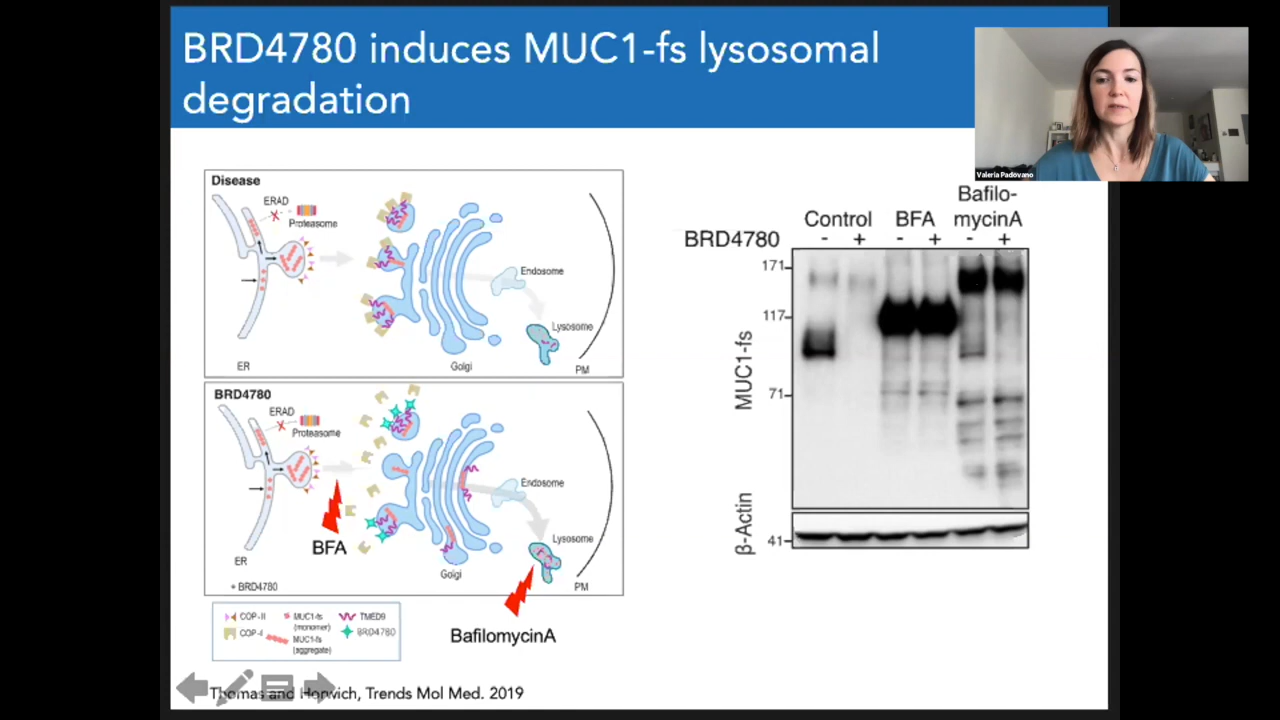 BRD4780 induces MUC1-fs lysosomal
degradation
Valeria Padovano
Disease
ERAD
Proteasome
Endosome
Lysosome
ER
Golgi
PM
BRD4780
ERAD
Proteasome
BFA
Endosome
Lysosome
ER
Golgi
PM
+ BRD4780
BafilomycinA
COP-II
MUC1-fs
(monomer)
TMED9
COP-I
MUC1-fs
(aggregate)
BRD4780
Thomas and Horwich, Trends Mol Med. 2019
Bafilo-
Control BFA mycinA
BRD4780 - + - + - +
171
117
MUC1-fs
71
β-Actin
41